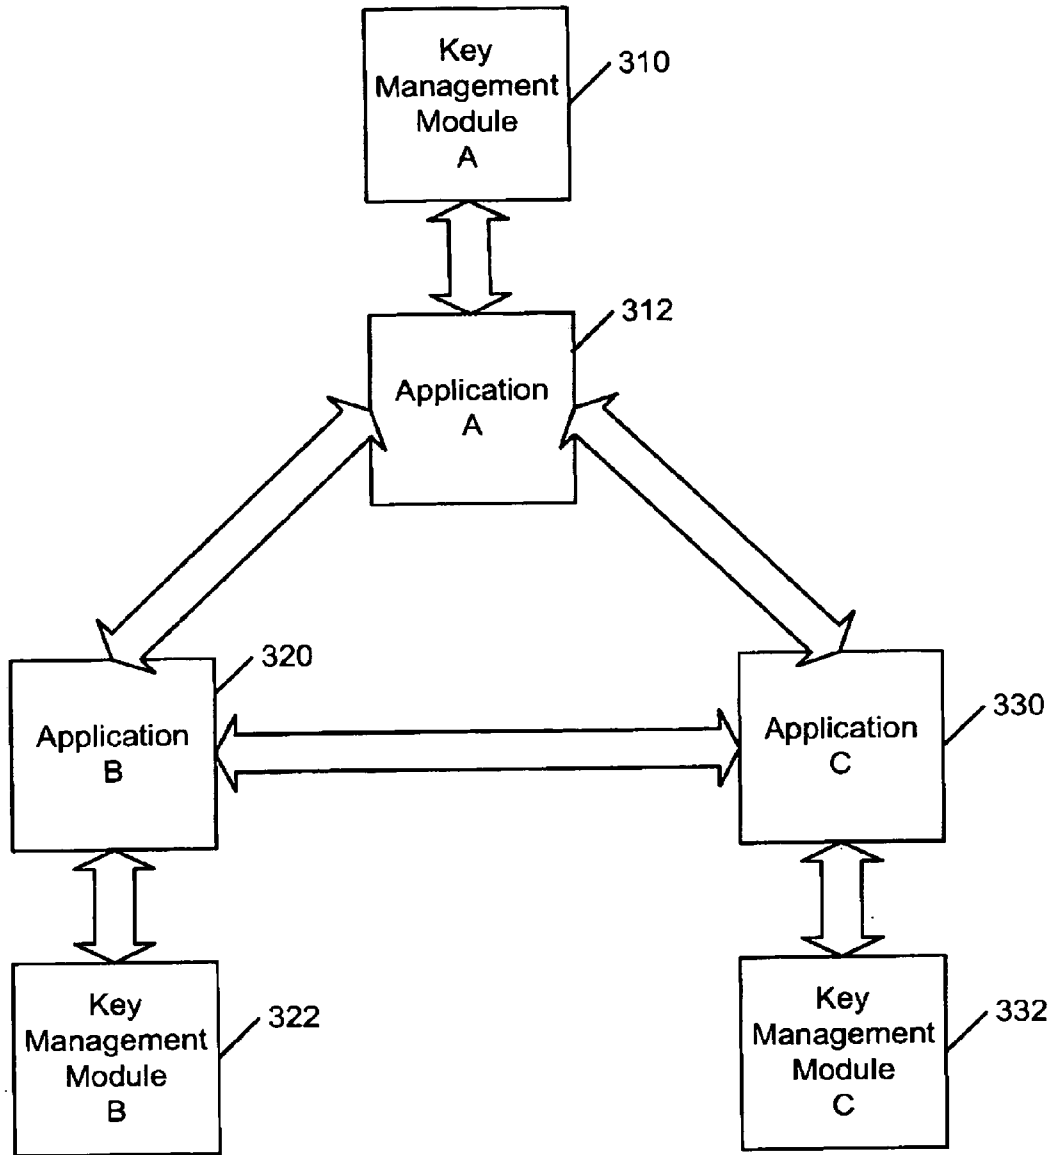 Key
Management
Module
A
310
312
Application
A
320
Application
B
330
Application
C
Key
Management
Module
B
322
Key
Management
Module
C
332